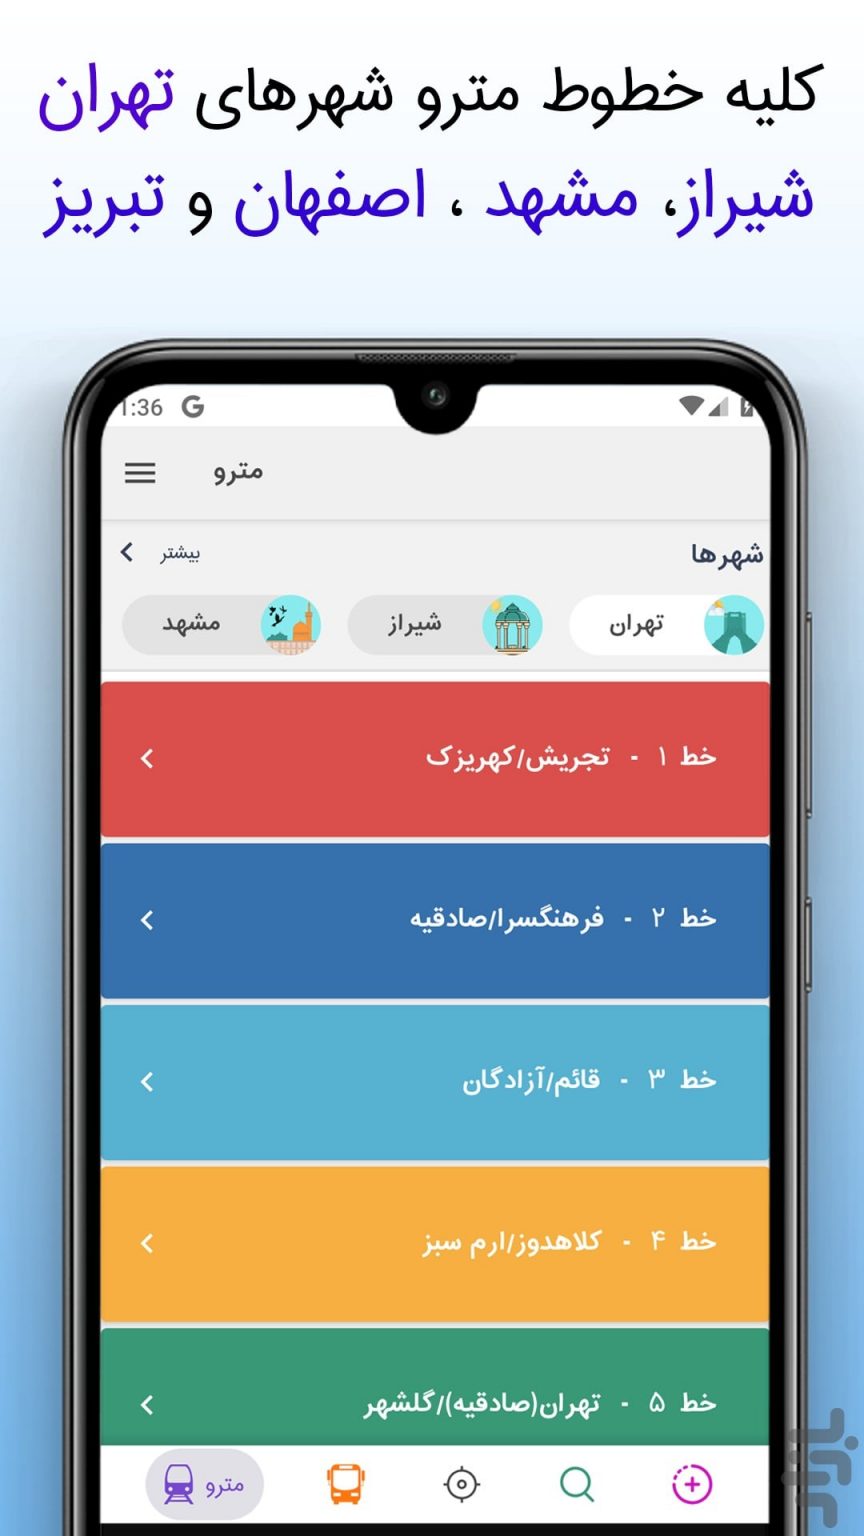 کلیه خطوط مترو شهرهای تهران
شیراز، مشهد ، اصفهان و تبریز
1:36 G
مترو
شهرها
بیشتر
تهران
شیراز
مشهد
خط ۱ - تجریش/کهریزک
خط ۲ - فرهنگسرا/صادقیه
خط ۳ - قائم/آزادگان
خط ۴ - کلاهدوز/ارم سبز
خط ۵ - تهران(صادقیه)/گلشهر
مترو
بازار